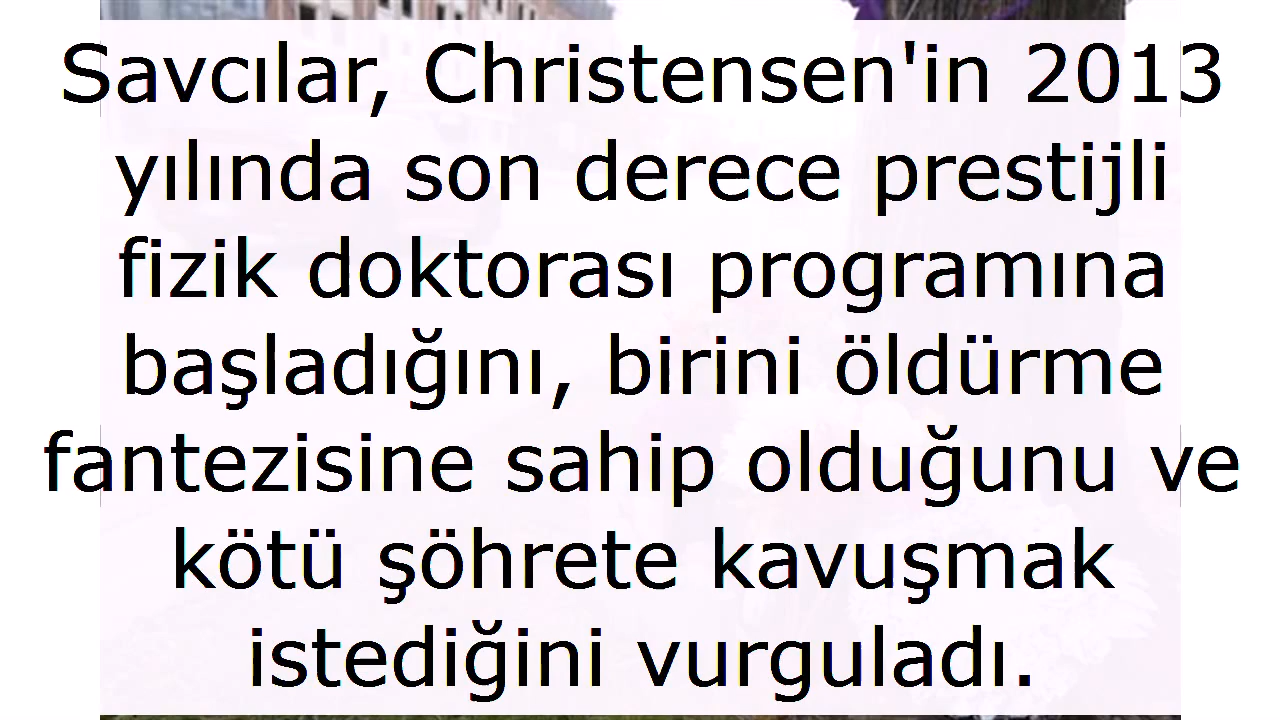 Savcılar, Christensen'in 2013
yılında son derece prestijli
fizik doktorası programına
başladığını, birini öldürme
fantezisine sahip olduğunu ve
kötü şöhrete kavuşmak
istediğini vurguladı.